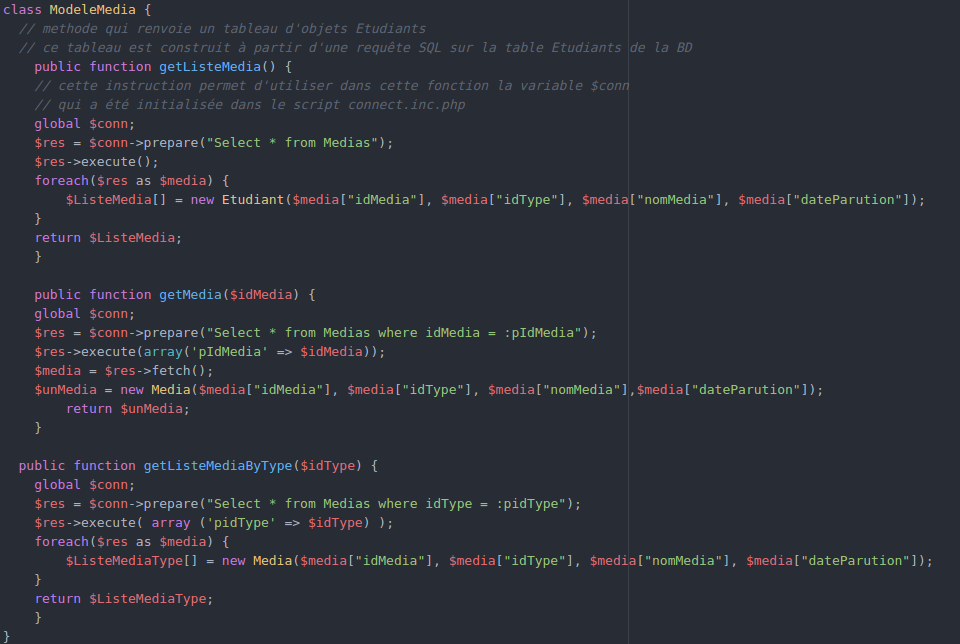 class ModeleMedia {
// methode qui renvoie un tableau d'objets Etudiants
// ce tableau est construit à partir d'une requête SQL sur la table Etudiants de la BD
public function getListeMedia() {
// cette instruction permet d'utiliser dans cette fonction la variable $conn
// qui a été initialisée dans le script connect.inc.php
global $conn;
$res = $conn->prepare("Select * from Medias");
$res->execute();
foreach($res as $media) {
$ListeMedia[] = new Etudiant($media["idMedia"], $media["idType"], $media["nomMedia"], $media["dateParution"]);
}
return $ListeMedia;
}
public function getMedia($idMedia) {
global $conn;
$res = $conn->prepare("Select * from Medias where idMedia = :pIdMedia");
$res->execute(array('pIdMedia' => $idMedia));
$media = $res->fetch();
$unMedia = new Media($media["idMedia"], $media["idType"], $media["nomMedia"],$media["dateParution"]);
return $unMedia;
}
public function getListeMediaByType($idType) {
global $conn;
$res = $conn->prepare("Select * from Medias where idType = :pidType");
$res->execute( array ('pidType' => $idType) );
foreach($res as $media) {
$ListeMediaType[] = new Media($media["idMedia"], $media["idType"], $media["nomMedia"], $media["dateParution"]);
}
return $ListeMediaType;
}
}